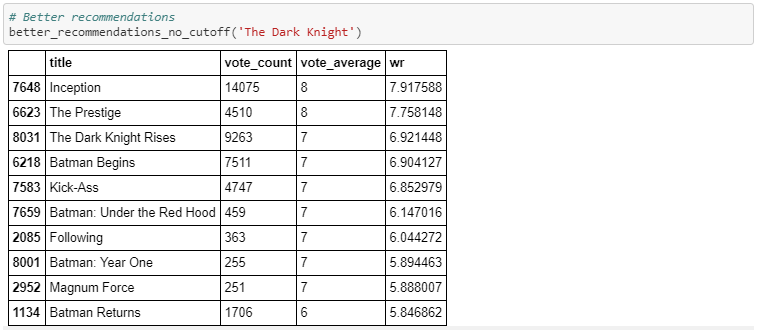 # Better recommendations
better_recommendations_no_cutoff('The Dark Knight')
title vote_count vote_average wr
7648 Inception 14075 8 7.917588
6623 The Prestige 4510 8 7.758148
8031 The Dark Knight Rises 9263 7 6.921448
6218 Batman Begins 7511 7 6.904127
7583 Kick-Ass 4747 7 6.852979
7659 Batman: Under the Red Hood 459 7 6.147016
2085 Following 363 7 6.044272
8001 Batman: Year One 255 7 5.894463
2952 Magnum Force 251 7 5.888007
1134 Batman Returns 1706 6 5.846862